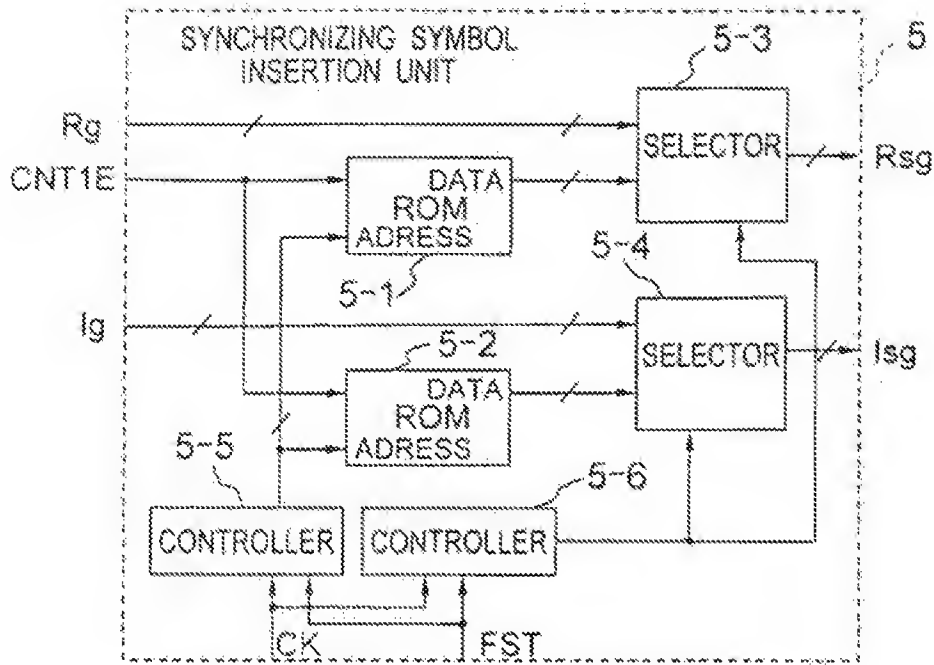 SYNCHRONIZING SYMBOL
INSERTION UNIT
5-3
5
Rg
SELECTOR
Rsg
CNT1E
DATA
ROM
ADRESS
5-1
5-4
Ig
SELECTOR
Isg
5-2
DATA
ROM
ADRESS
5-5
5-6
CONTROLLER
CONTROLLER
CK
FST